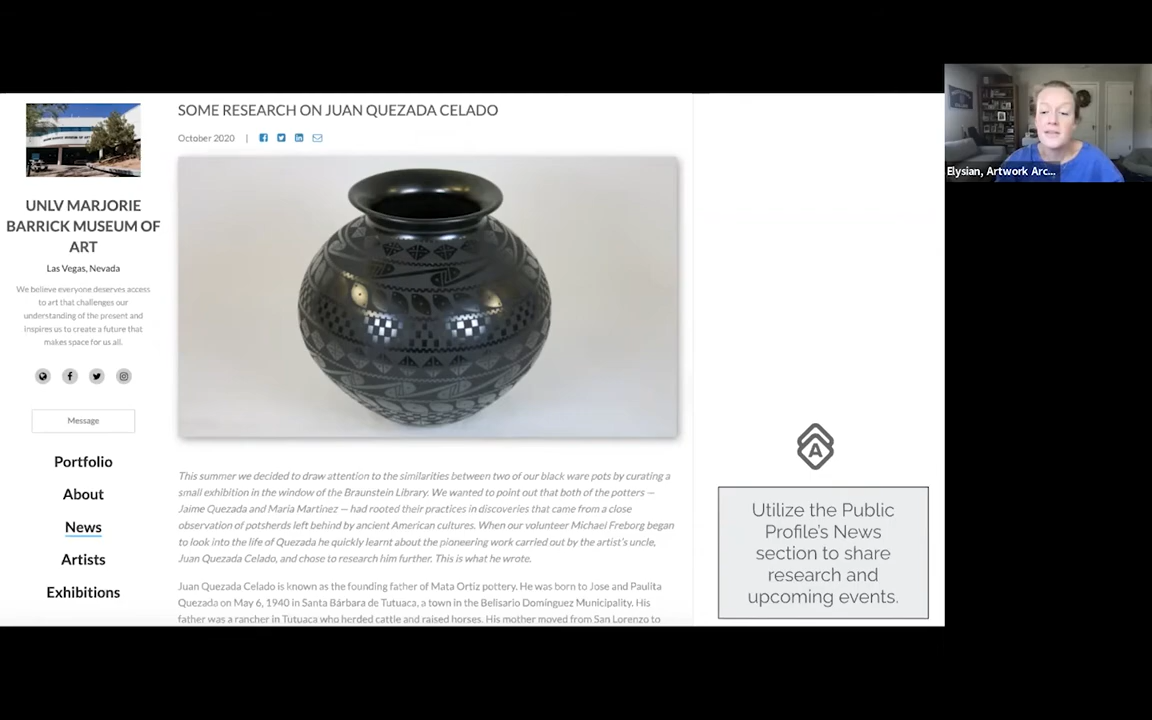 UNLV MARJORIE
BARRICK MUSEUM OF
ART
Las Vegas, Nevada
We believe everyone deserves access
to art that challenges our
understanding of the present and
inspires us to create a future that
makes space for us all.
Message
Portfolio
About
News
Artists
Exhibitions
SOME RESEARCH ON JUAN QUEZADA CELADO
October 2020 |
This summer we decided to draw attention to the similarities between two of our black ware pots by curating a
small exhibition in the window of the Braunstein Library. We wanted to point out that both of the potters —
Jaime Quezada and Maria Martinez — had rooted their practices in discoveries that came from a close
observation of potsherds left behind by ancient American cultures. When our volunteer Michael Freborg began
to look into the life of Quezada he quickly learnt about the pioneering work carried out by the artist's uncle,
Juan Quezada Celado, and chose to research him further. This is what he wrote.
Juan Quezada Celado is known as the founding father of Mata Ortiz pottery. He was born to Jose and Paulita
Quezada on May 6, 1940 in Santa Bárbara de Tutuaca, a town in the Belisario Domínguez Municipality. His
father was a rancher in Tutuaca who herded cattle and raised horses. His mother moved from San Lorenzo to
A
Utilize the Public
Profile's News
section to share
research and
upcoming events.
Elysian, Artwork Arc...